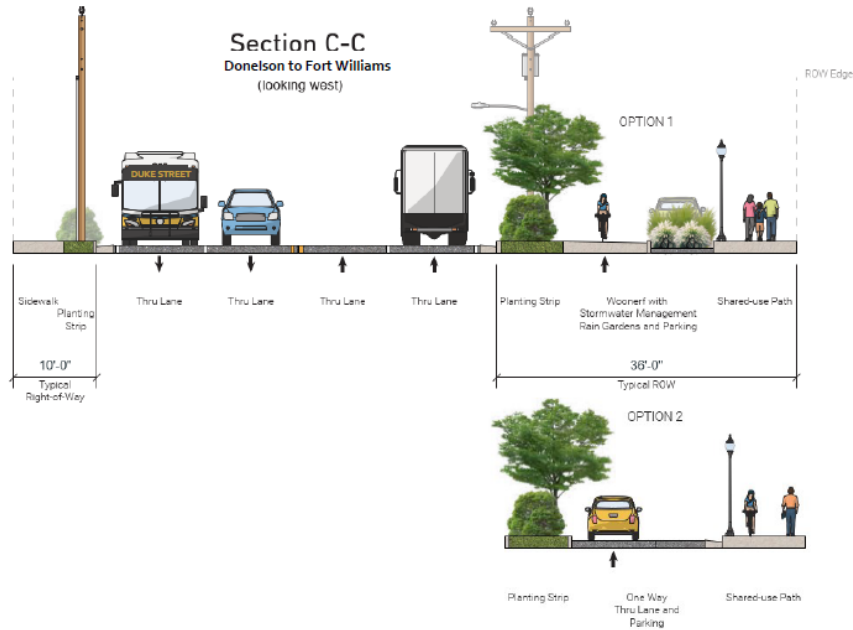 Section C-C
Donelson to Fort Williams
(looking west)
ROW Edge
OPTION 1
DUKE STREET
Sidewalk
Planting
Strip
Thru Lane
Thru Lane
Thru Lane
Thru Lane
Planting Strip
Woonerf with
Stormwater Management
Rain Gardens and Parking
Shared-use Path
10'-0"
Typical
Right-of-Way
36'-0"
Typical ROW
OPTION 2
Planting Strip
One Way
Thru Lane and
Parking
Shared-use Path